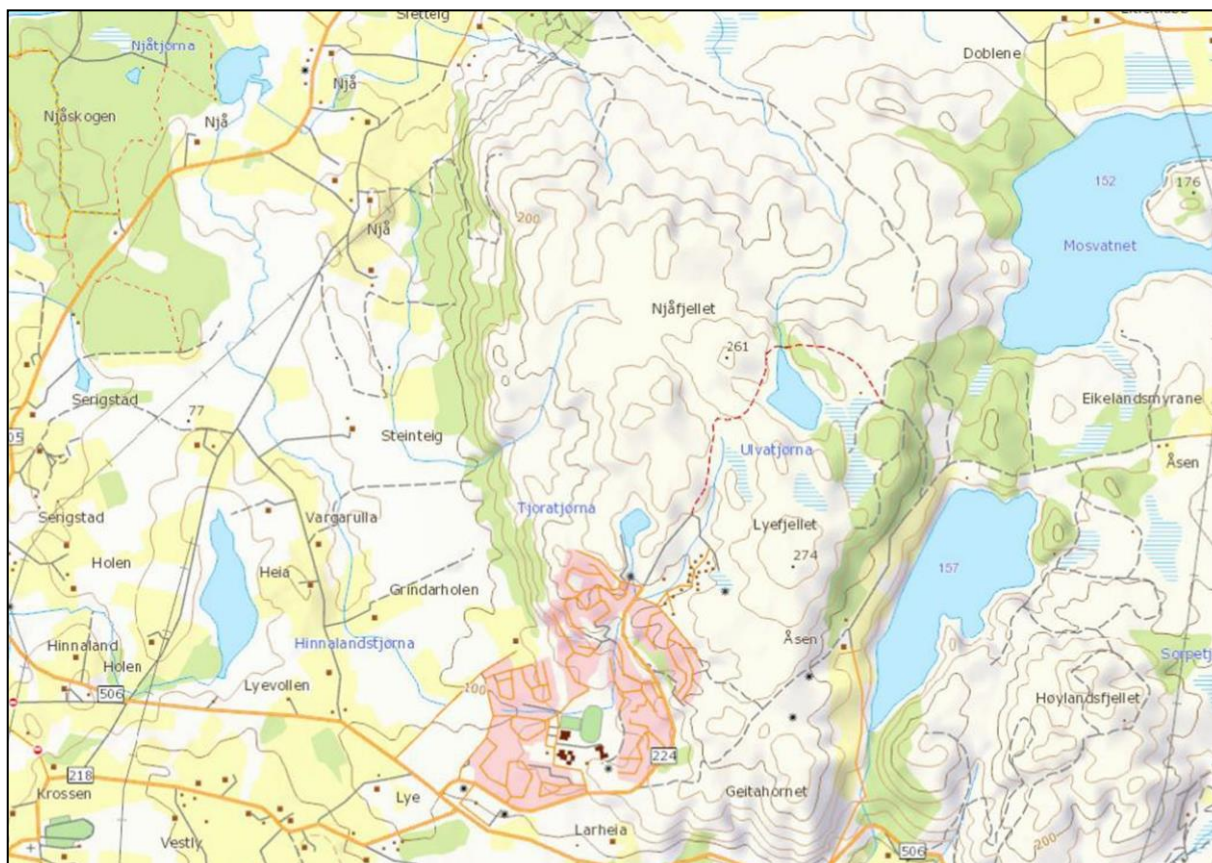 Njåtjørna
Njå
Doblene
Njåskogen
Njå
152
176
200
Njå
Mosvatnet
Njåfjellet
261
Serigstad
77
Eikelandsmyrane
05
Steinteig
Ulvatjørna
Åsen
Tjoratjørna
Serigstad
Vargarulla
Lyefjellet
Holen
Heia
274
157
Grindarholen
Hinnaland
Hinnalandstjørna
Åsen
Holen
506
Lyevollen
100
Høylandsfjellet
224
218
Krossen
Lye
Geitahornet
Vestly
Larheia
200
506